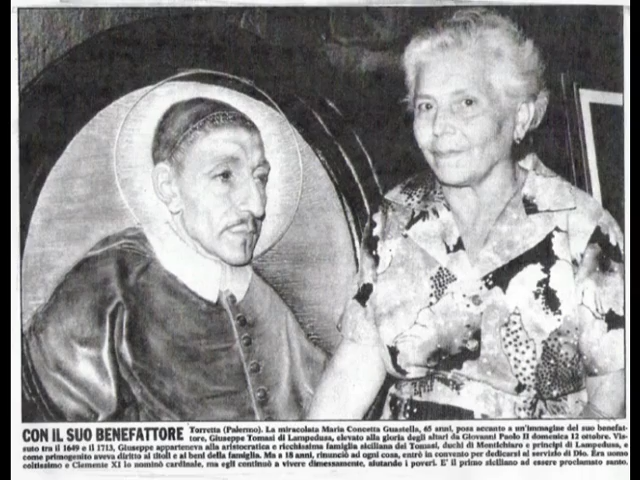 CON IL SUO BENEFATTORE Torretta (Palermo). La miracolata Maria Concetta Guastella, 65 anni, posa accanto a un'immagine del suo benefat-
tore, Giuseppe Tomasi di Lampedusa, elevato alla gloria degli altari da Giovanni Paolo II domenica 12 ottobre. Vis-
suto tra il 1649 e il 1713, Giuseppe apparteneva alla aristocratica e ricchissima famiglia siciliana dei Tomasi, duchi di Montichiaro e principi di Lampedusa, e
come primogenito aveva diritto ai titoli e ai beni della famiglia. Ma a 18 anni, rinunciò ad ogni cosa, entrò in convento per dedicarsi al servizio di Dio. Era uomo
coltissimo e Clemente XI lo nominò cardinale, ma egli continuò a vivere dimessamente, aiutando i poveri. E' il primo siciliano ad essere proclamato santo.